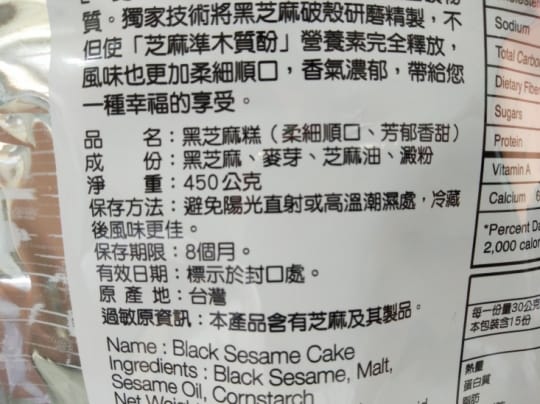 質。獨家技術將黑芝麻破殼研磨精製，不
但使「芝麻準木質酚」營養素完全釋放，
風味也更加柔細順口，香氣濃郁，帶給您
一種幸福的享受。
品 名：黑芝麻糕（柔細順口、芳郁香甜）
成 份：黑芝麻、麥芽、芝麻油、澱粉
淨 重：450公克
保存方法：避免陽光直射或高溫潮濕處，冷藏
後風味更佳。
保存期限：8個月。
有效日期：標示於封口處。
原 產 地：台灣
過敏原資訊：本產品含有芝麻及其製品。
Name : Black Sesame Cake
Ingredients : Black Sesame, Malt,
Sesame Oil, Cornstarch
Sodium
Total Carbo
Dietary Fibe
Sugars
Protein
Vitamin A
Calcium 6
*Percent Da
2,000 calor
每一份量30公克
本包裝含15份
熱量
蛋白質
脂肪